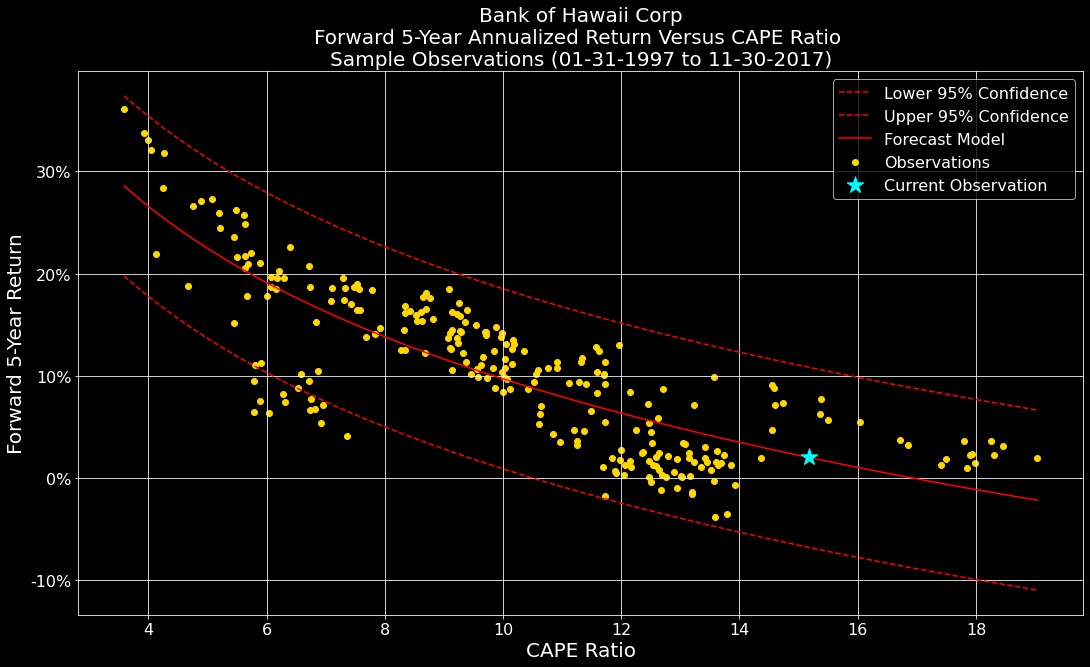 Bank of Hawaii Corp
Forward 5-Year Annualized Return Versus CAPE Ratio
Sample Observations (01-31-1997 to 11-30-2017)
Lower 95% Confidence
Upper 95% Confidence
Forecast Model
Observations
Current Observation
Forward 5-Year Return
30%
20%
10%
0%
-10%
4 6 8 10 12 14 16 18
CAPE Ratio